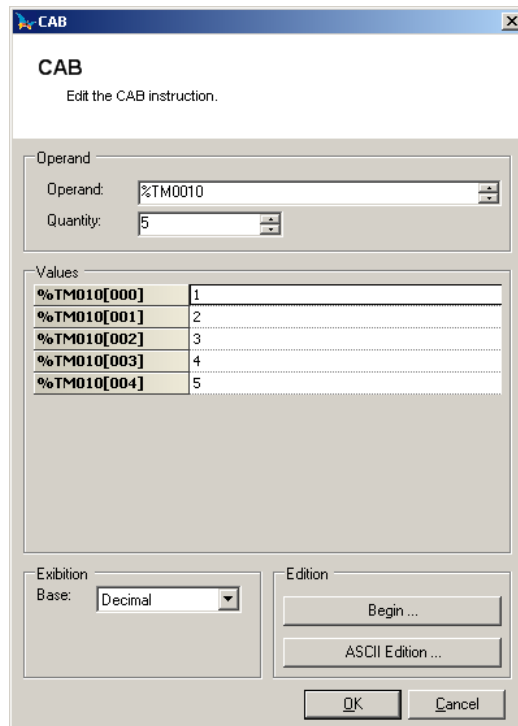 CAB
CAB
Edit the CAB instruction.
Operand
Operand: %TM0010
Quantity: 5
Values
%TM010[000] 1
%TM010[001] 2
%TM010[002] 3
%TM010[003] 4
%TM010[004] 5
Exibition
Base: Decimal
Edition
Begin ...
ASCII Edition ...
OK Cancel